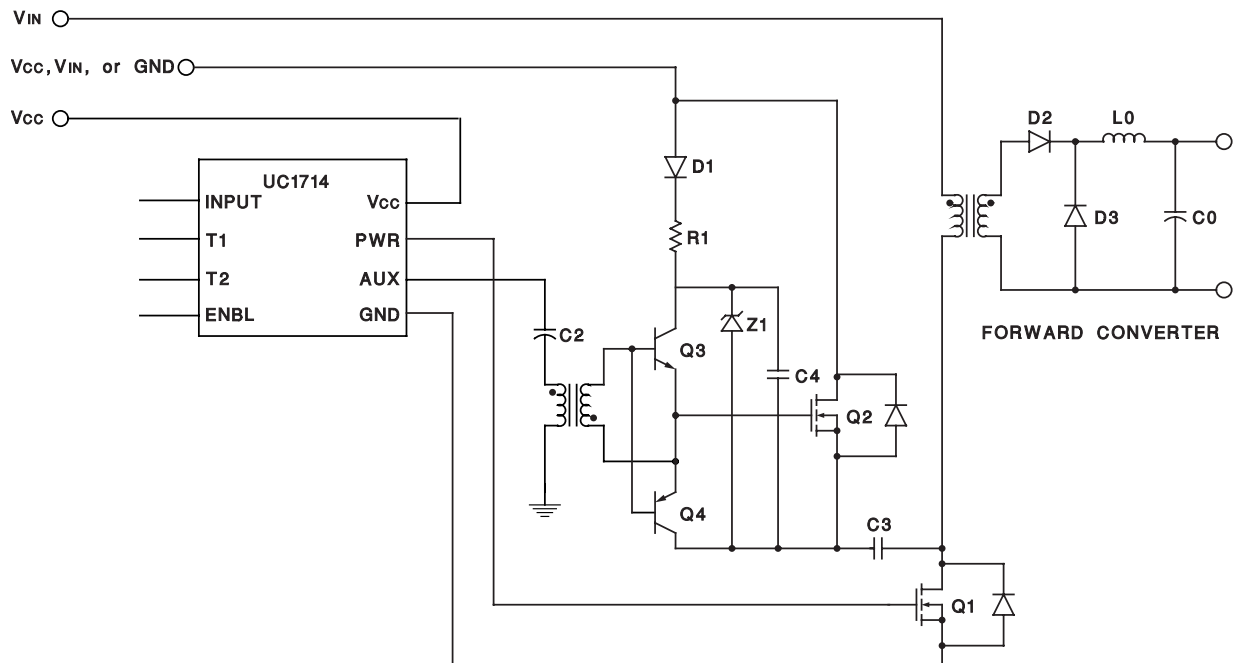 VIN
VCC, VIN, or GND
VCC
UC1714
INPUT
VCC
T1
PWR
T2
AUX
ENBL
GND
D1
R1
C2
Q3
Z1
C4
Q2
Q4
C3
Q1
D2
L0
D3
C0
FORWARD CONVERTER